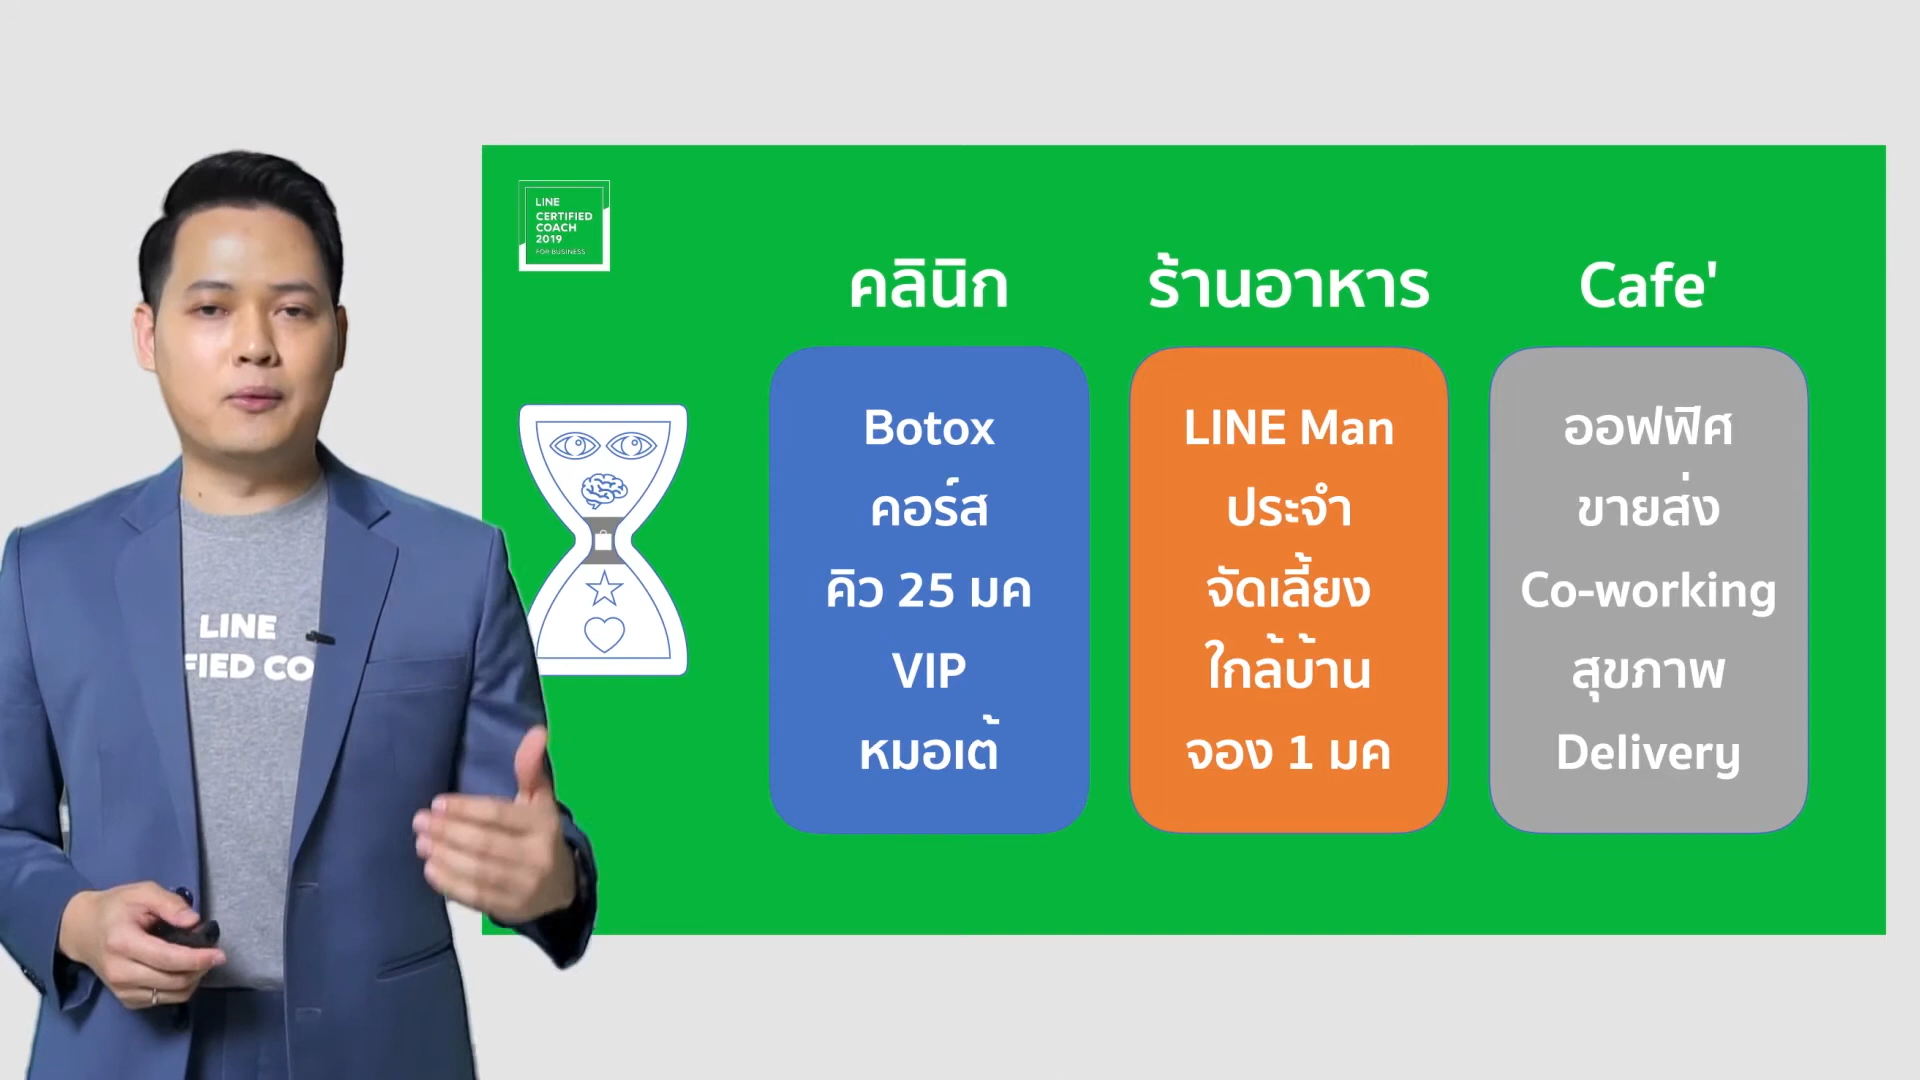 LINE
CERTIFIED
COACH
2019
FOR BUSINESS
คลินิก
Botox
คอร์ส
คิว 25 มค
VIP
หมอเต้
ร้านอาหาร
LINE Man
ประจำ
จัดเลี้ยง
ใกล้บ้าน
จอง 1 มค
Cafe'
ออฟฟิศ
ขายส่ง
Co-working
สุขภาพ
Delivery
LINE
FIED CO